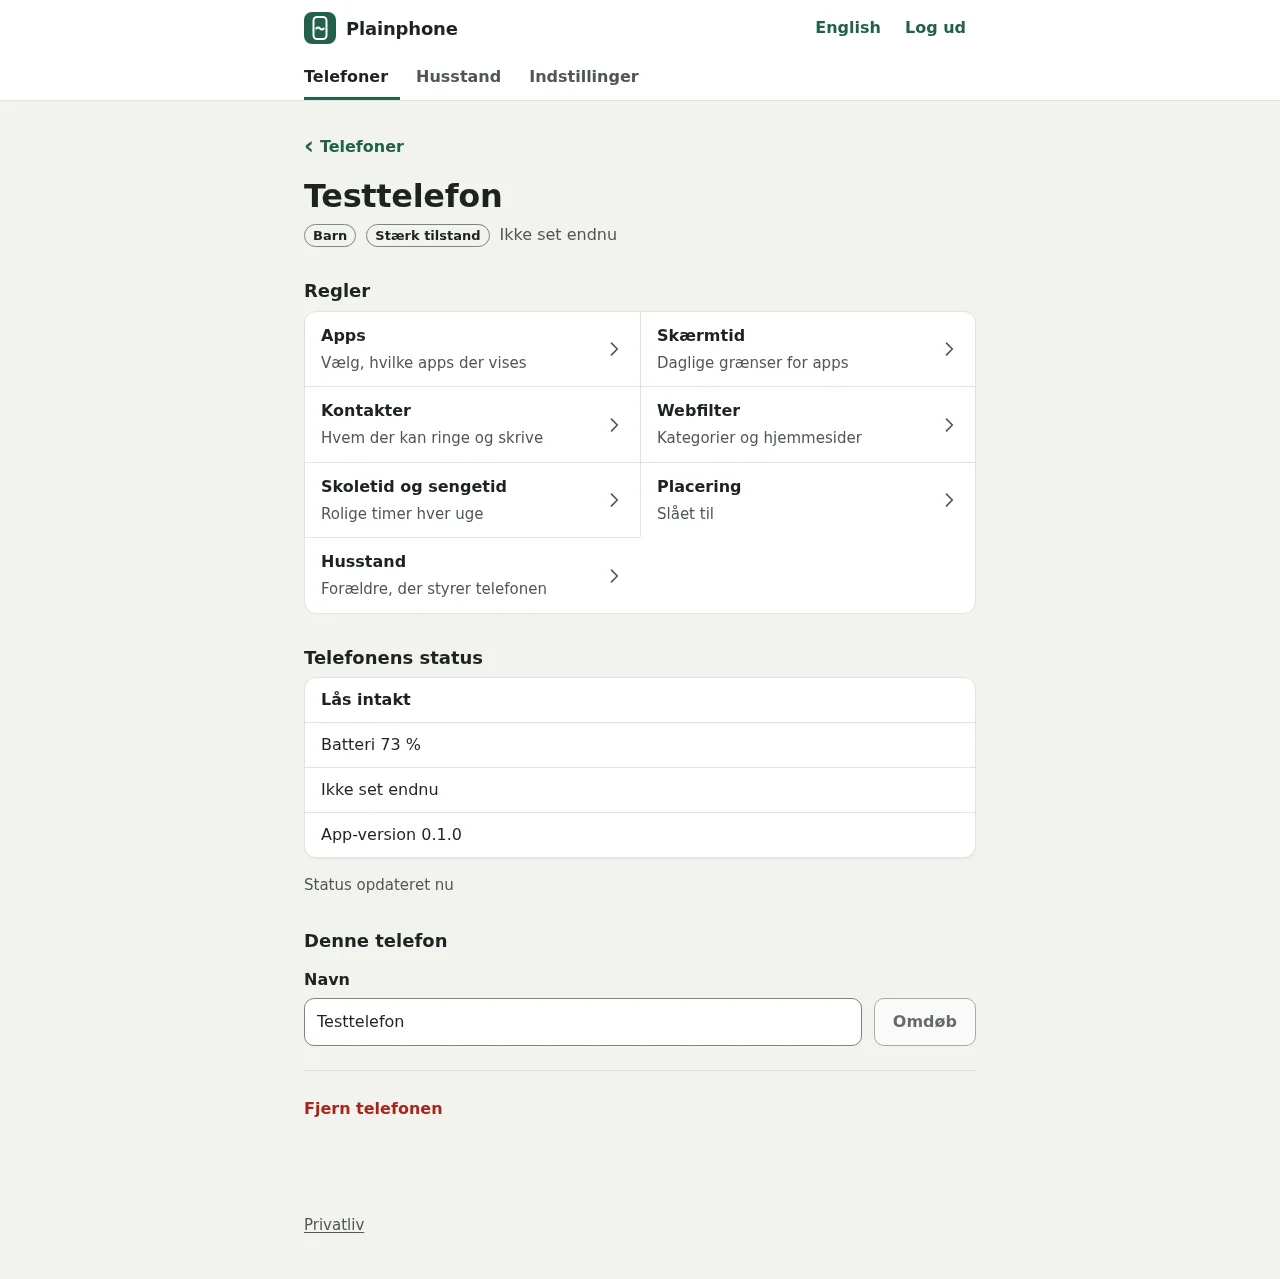 Plainphone
English
Log ud
Telefoner
Husstand
Indstillinger
‹ Telefoner
Testtelefon
Barn
Stærk tilstand
Ikke set endnu
Regler
Apps
Vælg, hvilke apps der vises
Skærmtid
Daglige grænser for apps
Kontakter
Hvem der kan ringe og skrive
Webfilter
Kategorier og hjemmesider
Skoletid og sengetid
Rolige timer hver uge
Placering
Slået til
Husstand
Forældre, der styrer telefonen
Telefonens status
Lås intakt
Batteri 73 %
Ikke set endnu
App-version 0.1.0
Status opdateret nu
Denne telefon
Navn
Testtelefon
Omdøb
Fjern telefonen
Privatliv